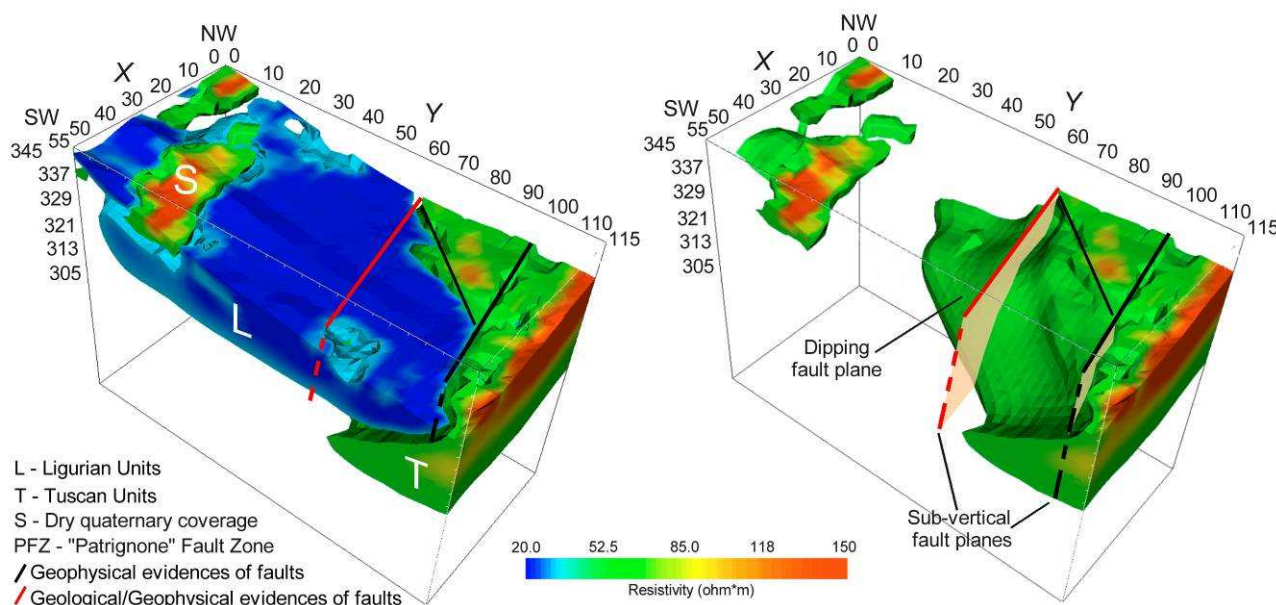 NW
0 0
10
20
30
40
50
55
X
SW
10
20
30
40
50
60
70
80
90
100
110
115
Y
345
337
329
321
313
305
S
L
T
L - Ligurian Units
T - Tuscan Units
S - Dry quaternary coverage
PFZ - "Patrignone" Fault Zone
Geophysical evidences of faults
Geological/Geophysical evidences of faults
20.0 52.5 85.0 118 150
Resistivity (ohm*m)
NW
0 0
10
20
30
40
50
55
X
SW
10
20
30
40
50
60
70
80
90
100
110
115
Y
345
337
329
321
313
305
Dipping
fault plane
T
Sub-vertical
fault planes